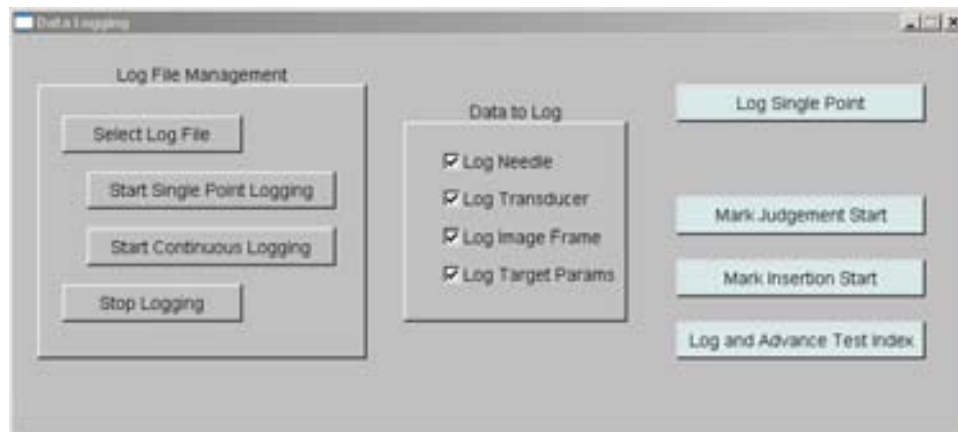 Data Logging
Log File Management
Select Log File
Start Single Point Logging
Start Continuous Logging
Stop Logging
Data to Log
Log Needle
Log Transducer
Log Image Frame
Log Target Params
Log Single Point
Mark Judgement Start
Mark Insertion Start
Log and Advance Test Index